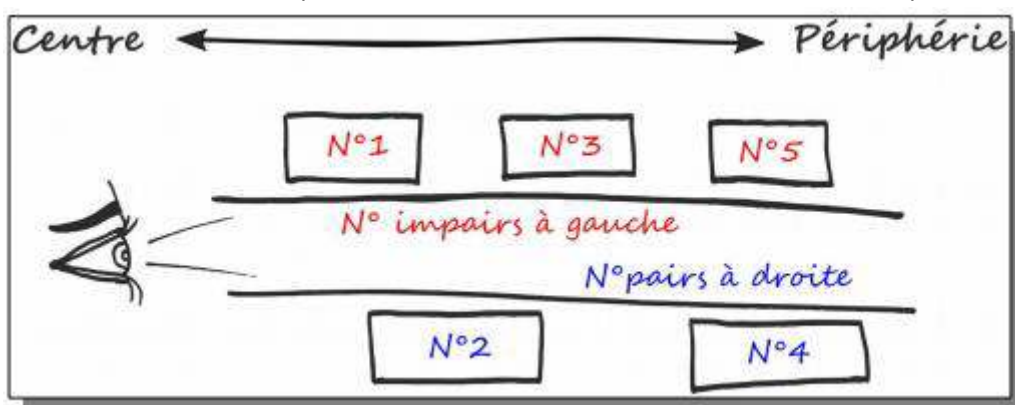 Centre Périphérie
N°1 N°3 N°5
N° impairs à gauche
N°pairs à droite
N°2 N°4